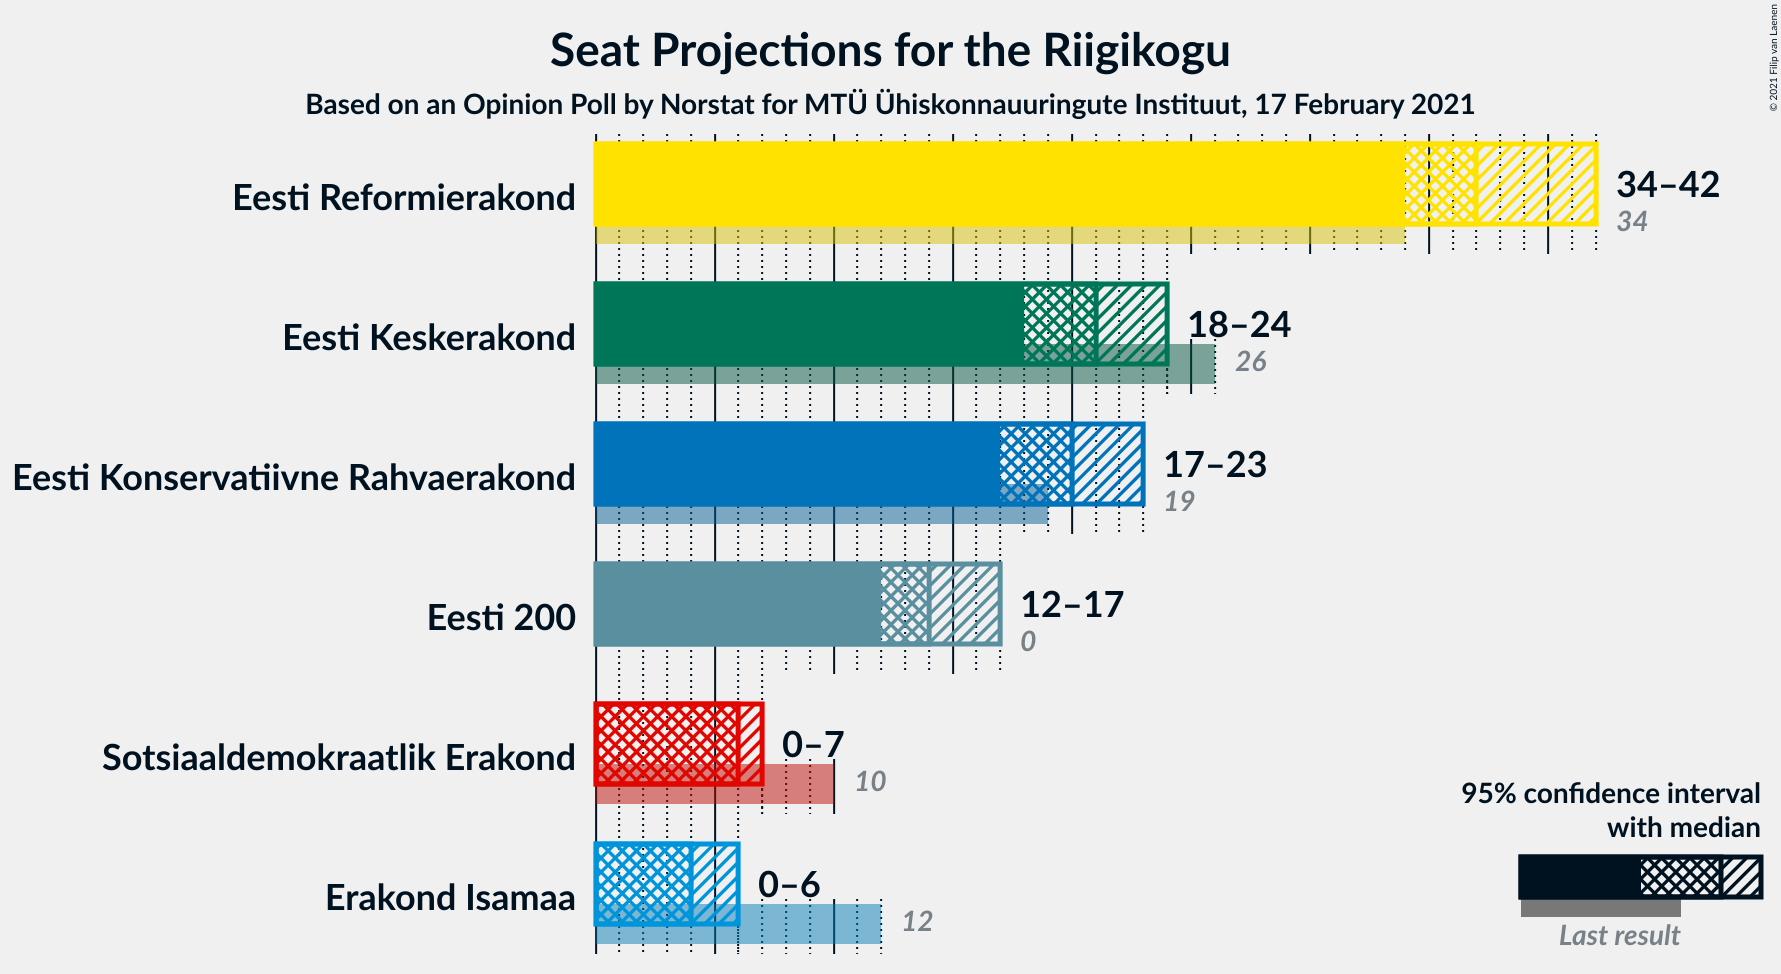 Seat Projections for the Riigikogu
Based on an Opinion Poll by Norstat for MTÜ Ühiskonnauuringute Instituut, 17 February 2021
© 2021 Filip van Laenen
Eesti Reformierakond
34–42
34
Eesti Keskerakond
18–24
26
Eesti Konservatiivne Rahvaerakond
17–23
19
Eesti 200
12–17
0
Sotsiaaldemokraatlik Erakond
0–7
10
Erakond Isamaa
0–6
12
95% confidence interval
with median
Last result